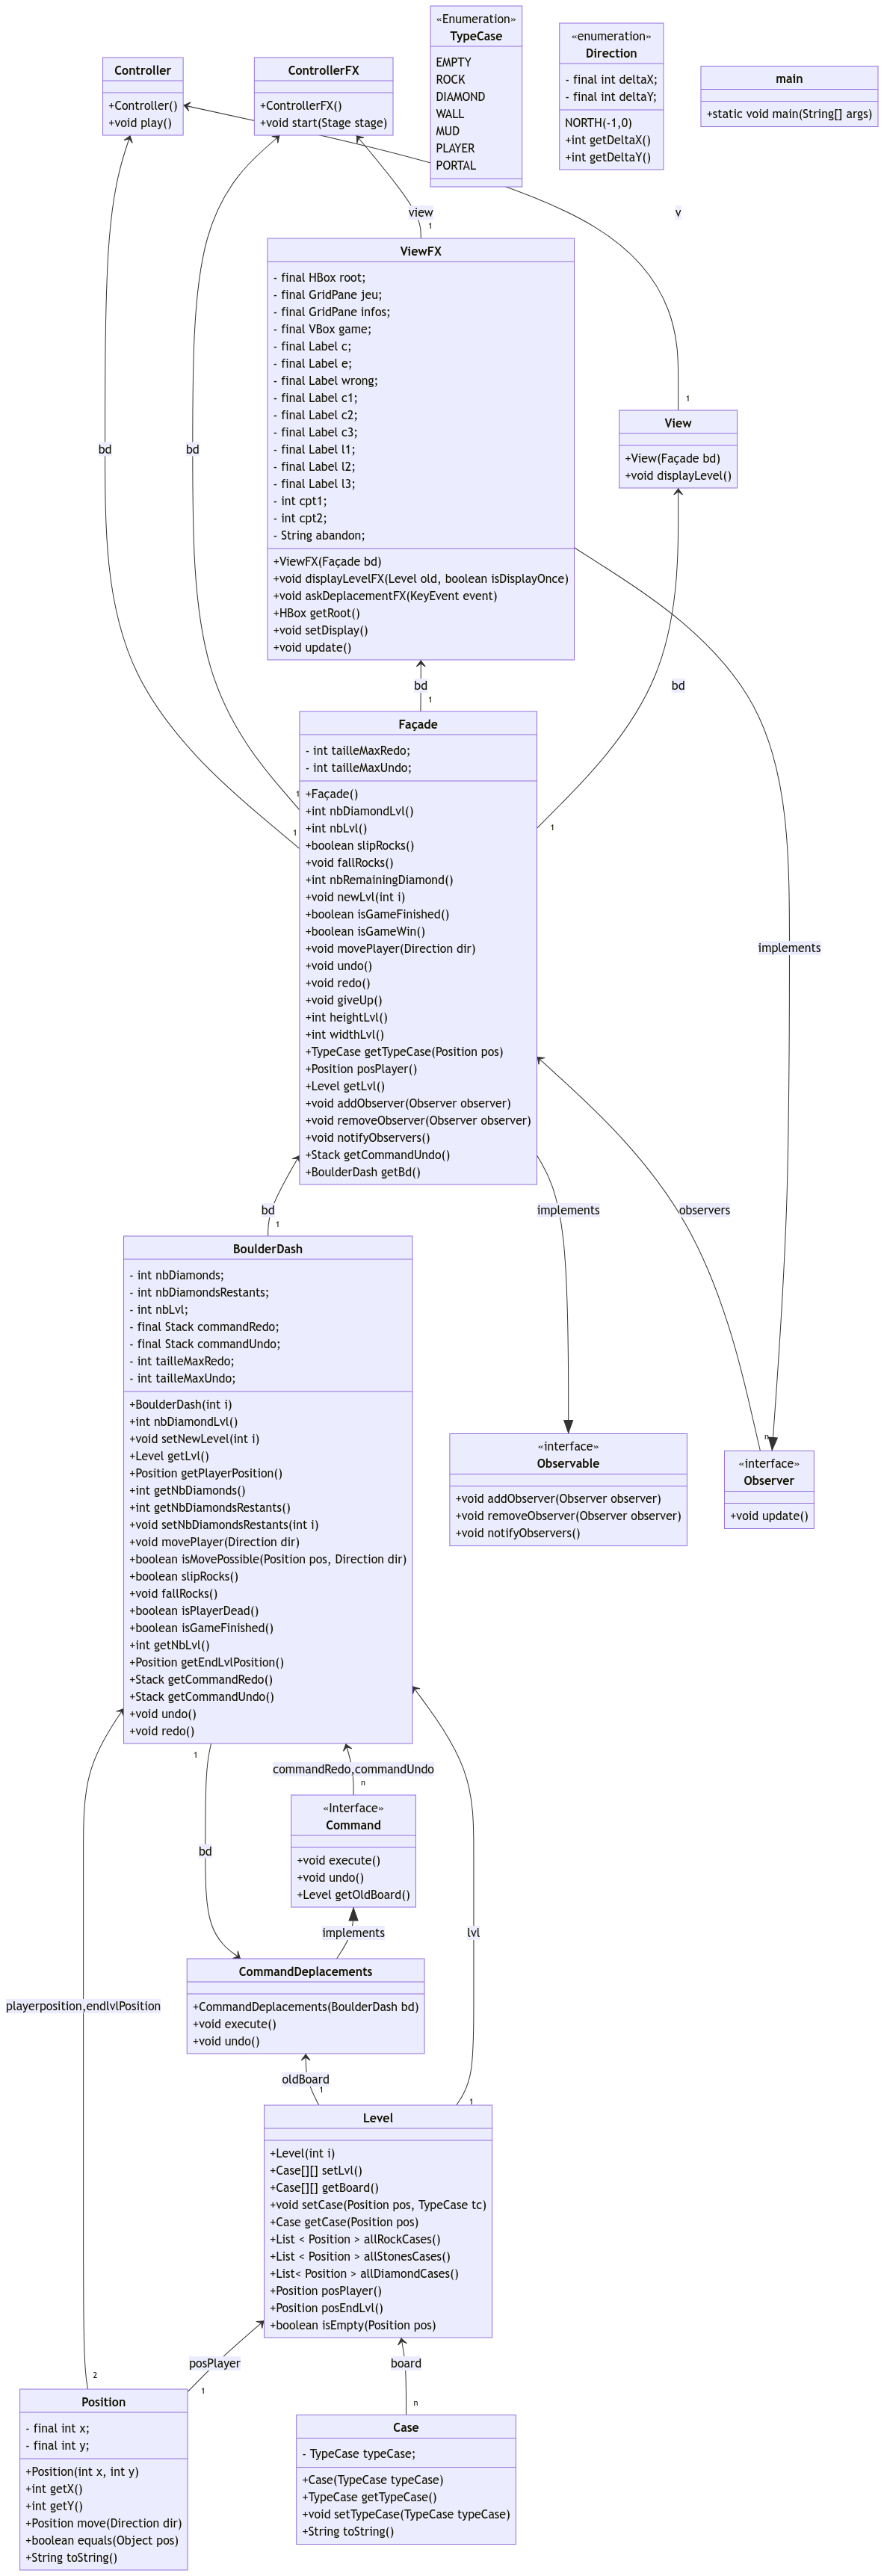 «Enumeration»
TypeCase
EMPTY
ROCK
DIAMOND
WALL
MUD
PLAYER
PORTAL
«enumeration»
Direction
- final int deltaX;
- final int deltaY;
NORTH(-1,0)
+int getDeltaX()
+int getDeltaY()
main
+static void main(String[] args)
Controller
+Controller()
+void play()
ControllerFX
+ControllerFX()
+void start(Stage stage)
view
1
v
1
ViewFX
- final HBox root;
- final GridPane jeu;
- final GridPane infos;
- final VBox game;
- final Label c;
- final Label e;
- final Label wrong;
- final Label c1;
- final Label c2;
- final Label c3;
- final Label l1;
- final Label l2;
- final Label l3;
- int cpt1;
- int cpt2;
- String abandon;
+ViewFX(Façade bd)
+void displayLevelFX(Level old, boolean isDisplayOnce)
+void askDeplacementFX(KeyEvent event)
+HBox getRoot()
+void setDisplay()
+void update()
View
+View(Façade bd)
+void displayLevel()
bd
bd
bd
1
bd
1
1
1
Façade
- int tailleMaxRedo;
- int tailleMaxUndo;
+Façade()
+int nbDiamondLvl()
+int nbLvl()
+boolean slipRocks()
+void fallRocks()
+int nbRemainingDiamond()
+void newLvl(int i)
+boolean isGameFinished()
+boolean isGameWin()
+void movePlayer(Direction dir)
+void undo()
+void redo()
+void giveUp()
+int heightLvl()
+int widthLvl()
+TypeCase getTypeCase(Position pos)
+Position posPlayer()
+Level getLvl()
+void addObserver(Observer observer)
+void removeObserver(Observer observer)
+void notifyObservers()
+Stack getCommandUndo()
+BoulderDash getBd()
implements
bd
1
implements
observers
n
BoulderDash
- int nbDiamonds;
- int nbDiamondsRestants;
- int nbLvl;
- final Stack commandRedo;
- final Stack commandUndo;
- int tailleMaxRedo;
- int tailleMaxUndo;
+BoulderDash(int i)
+int nbDiamondLvl()
+void setNewLevel(int i)
+Level getLvl()
+Position getPlayerPosition()
+int getNbDiamonds()
+int getNbDiamondsRestants()
+void setNbDiamondsRestants(int i)
+void movePlayer(Direction dir)
+boolean isMovePossible(Position pos, Direction dir)
+boolean slipRocks()
+void fallRocks()
+boolean isPlayerDead()
+boolean isGameFinished()
+int getNbLvl()
+Position getEndLvlPosition()
+Stack getCommandRedo()
+Stack getCommandUndo()
+void undo()
+void redo()
«interface»
Observable
+void addObserver(Observer observer)
+void removeObserver(Observer observer)
+void notifyObservers()
«interface»
Observer
+void update()
1
commandRedo,commandUndo
n
bd
«Interface»
Command
+void execute()
+void undo()
+Level getOldBoard()
implements
lvl
CommandDeplacements
+CommandDeplacements(BoulderDash bd)
+void execute()
+void undo()
playerposition,endlvlPosition
oldBoard
1
1
Level
+Level(int i)
+Case[][] setLvl()
+Case[][] getBoard()
+void setCase(Position pos, TypeCase tc)
+Case getCase(Position pos)
+List < Position > allRockCases()
+List < Position > allStonesCases()
+List< Position > allDiamondCases()
+Position posPlayer()
+Position posEndLvl()
+boolean isEmpty(Position pos)
posPlayer
board
2
1
n
Position
- final int x;
- final int y;
+Position(int x, int y)
+int getX()
+int getY()
+Position move(Direction dir)
+boolean equals(Object pos)
+String toString()
Case
- TypeCase typeCase;
+Case(TypeCase typeCase)
+TypeCase getTypeCase()
+void setTypeCase(TypeCase typeCase)
+String toString()